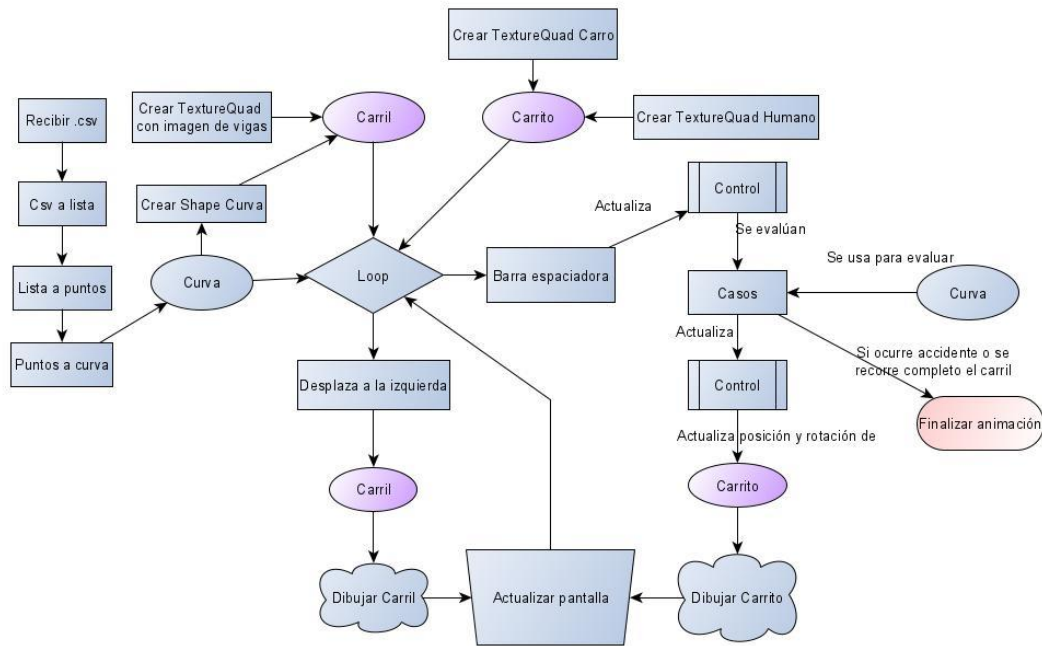 Crear TextureQuad Carro
Crear TextureQuad
con imagen de vigas
Carril
Carrito
Crear TextureQuad Humano
Recibir .csv
Csv a lista
Crear Shape Curva
Control
Actualiza
Se evalúan
Lista a puntos
Curva
Loop
Barra espaciadora
Casos
Se usa para evaluar
Curva
Puntos a curva
Actualiza
Si ocurre accidente o se
recorre completo el carril
Desplaza a la izquierda
Control
Finalizar animación
Actualiza posición y rotación de
Carril
Carrito
Dibujar Carril
Actualizar pantalla
Dibujar Carrito